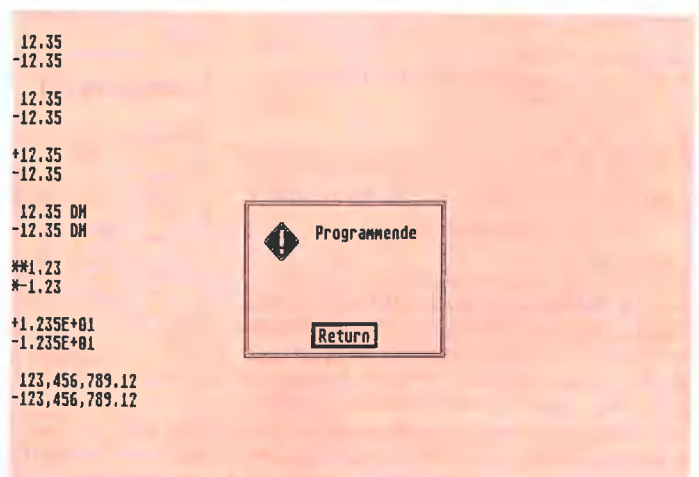 12.35
-12.35
12.35
-12.35
+12.35
-12.35
12.35 DM
-12.35 DM
**1.23
*-1.23
+1.235E+01
-1.235E+01
123,456,789.12
-123,456,789.12
!
Programmende
Return